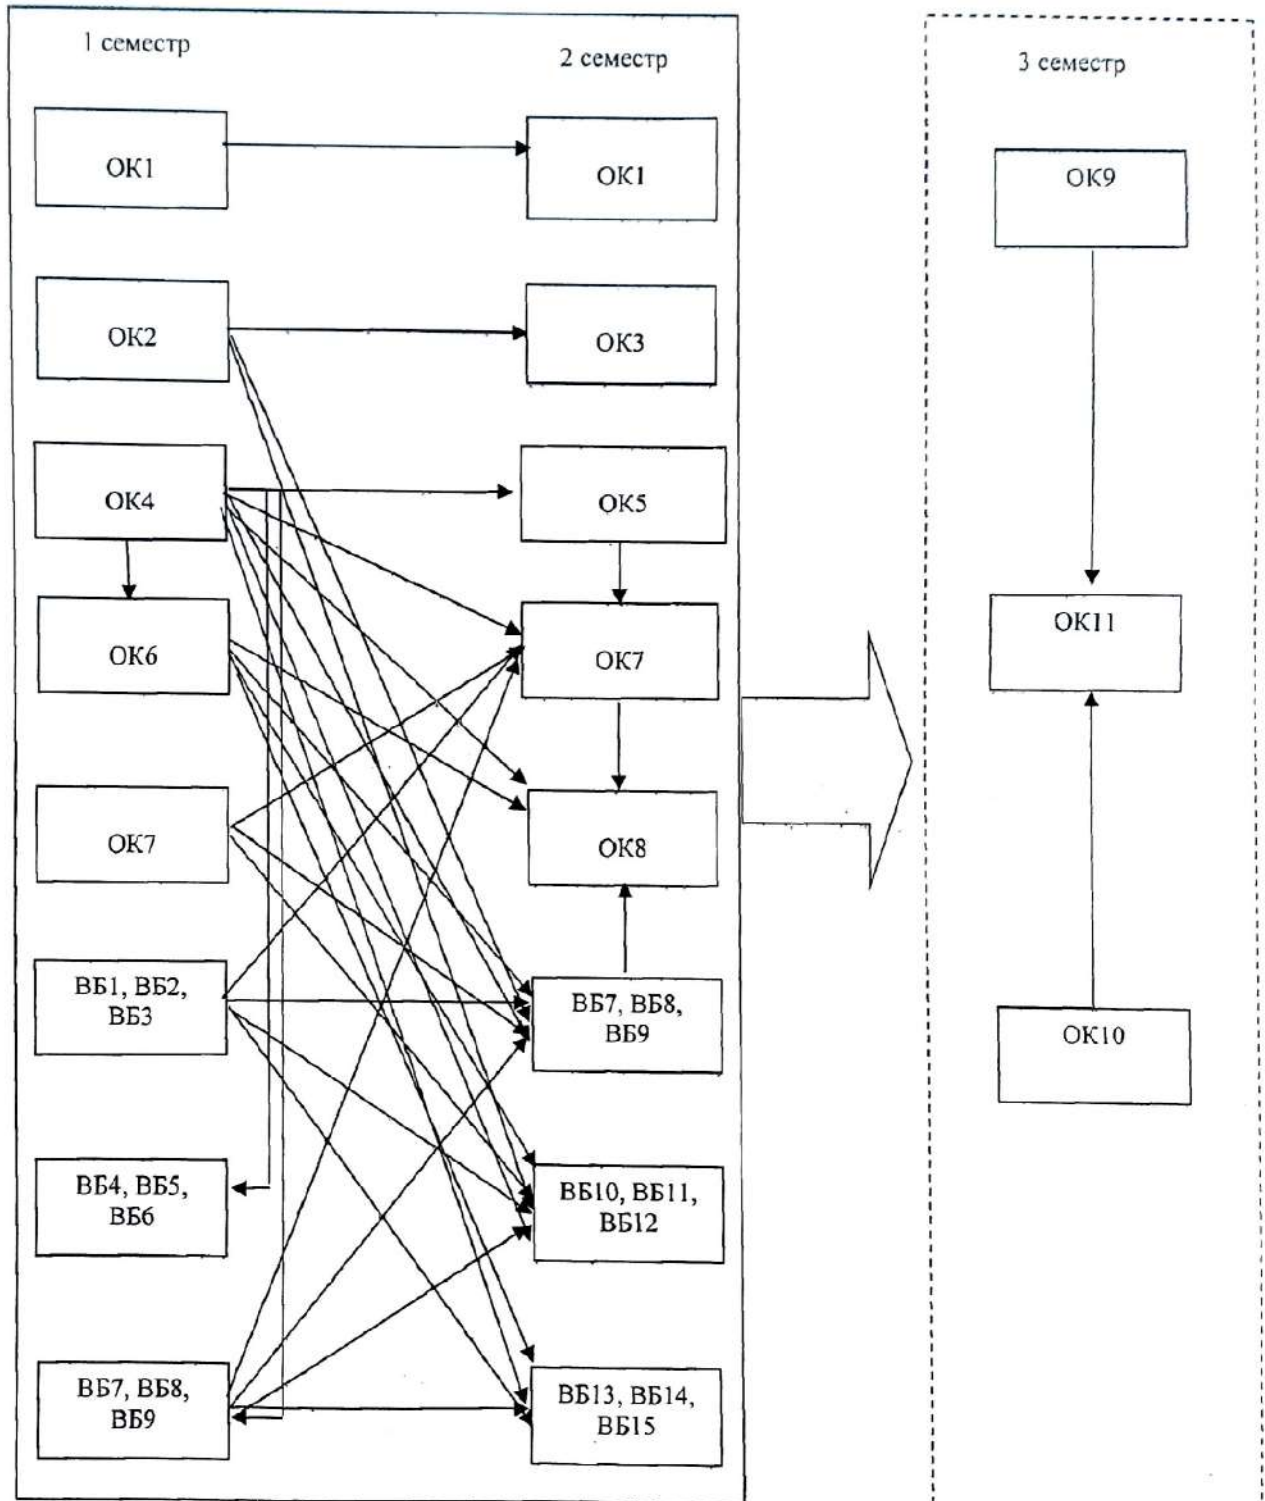 1 семестр
ОК1
ОК2
ОК4
ОК6
ОК7
ВБ1, ВБ2,
ВБ3
ВБ4, ВБ5,
ВБ6
ВБ7, ВБ8,
ВБ9
2 семестр
ОК1
ОК3
ОК5
ОК7
ОК8
ВБ7, ВБ8,
ВБ9
ВБ10, ВБ11,
ВБ12
ВБ13, ВБ14,
ВБ15
3 семестр
ОК9
ОК11
ОК10